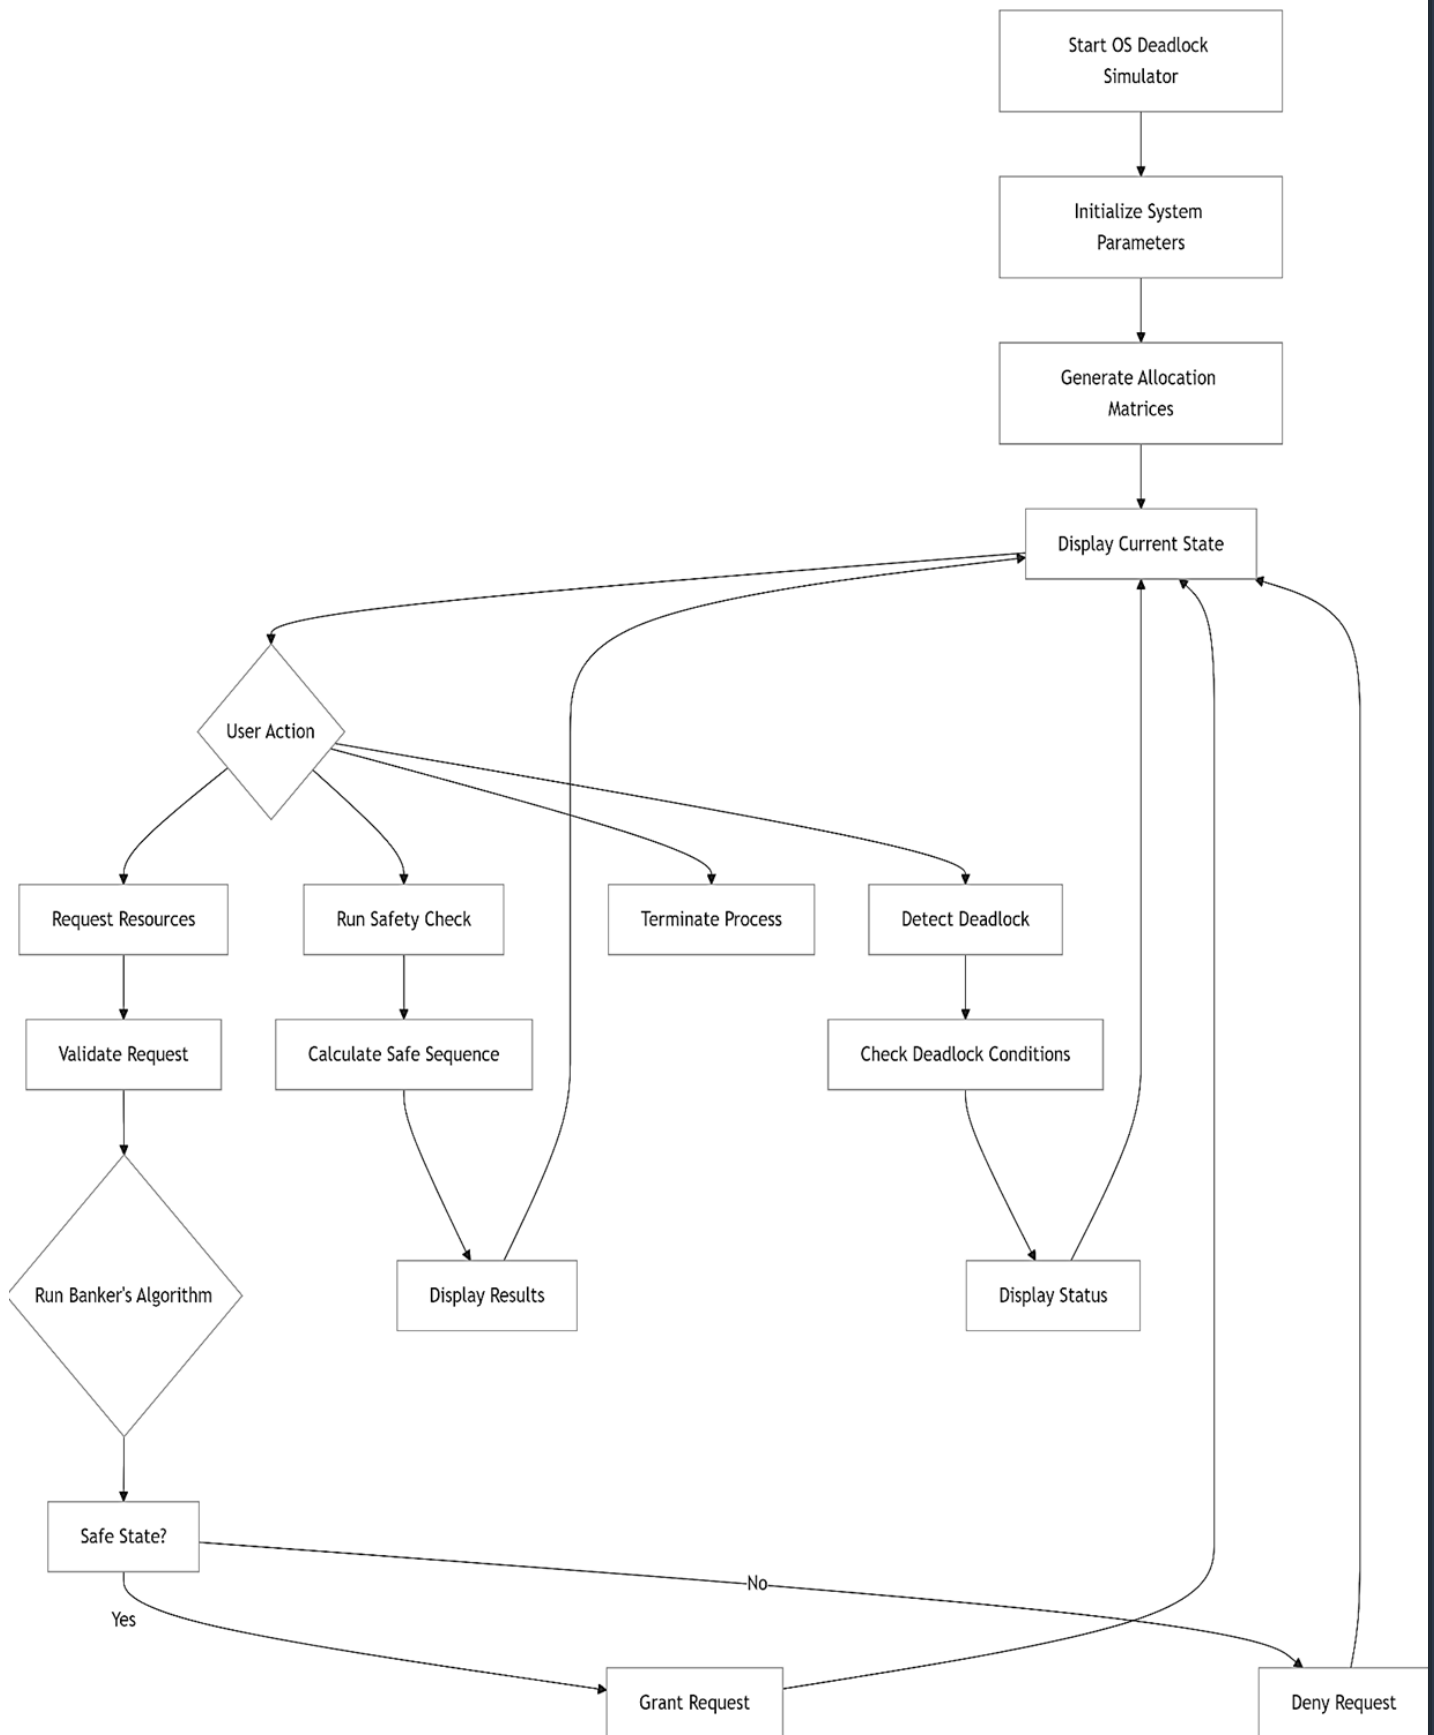 Start OS Deadlock
Simulator
Initialize System
Parameters
Generate Allocation
Matrices
Display Current State
User Action
Request Resources
Run Safety Check
Terminate Process
Detect Deadlock
Validate Request
Calculate Safe Sequence
Check Deadlock Conditions
Run Banker's Algorithm
Display Results
Display Status
Safe State?
No
Yes
Grant Request
Deny Request